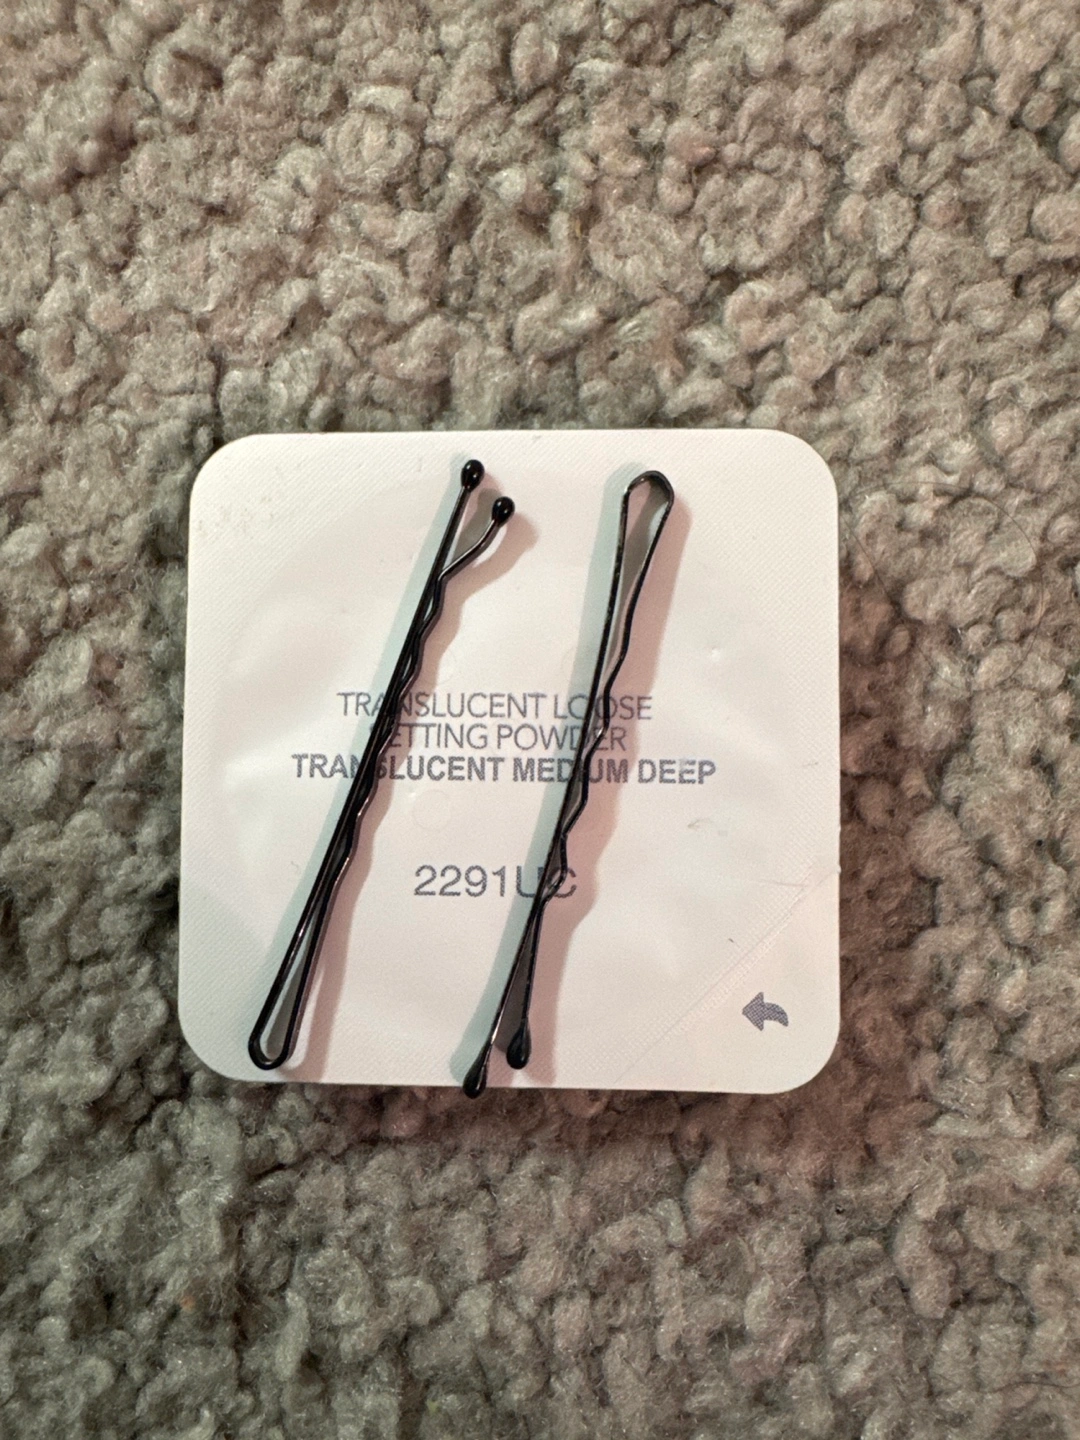 TRANSLUCENT LOOSE
SETTING POWDER
TRANSLUCENT MEDIUM DEEP
2291UC